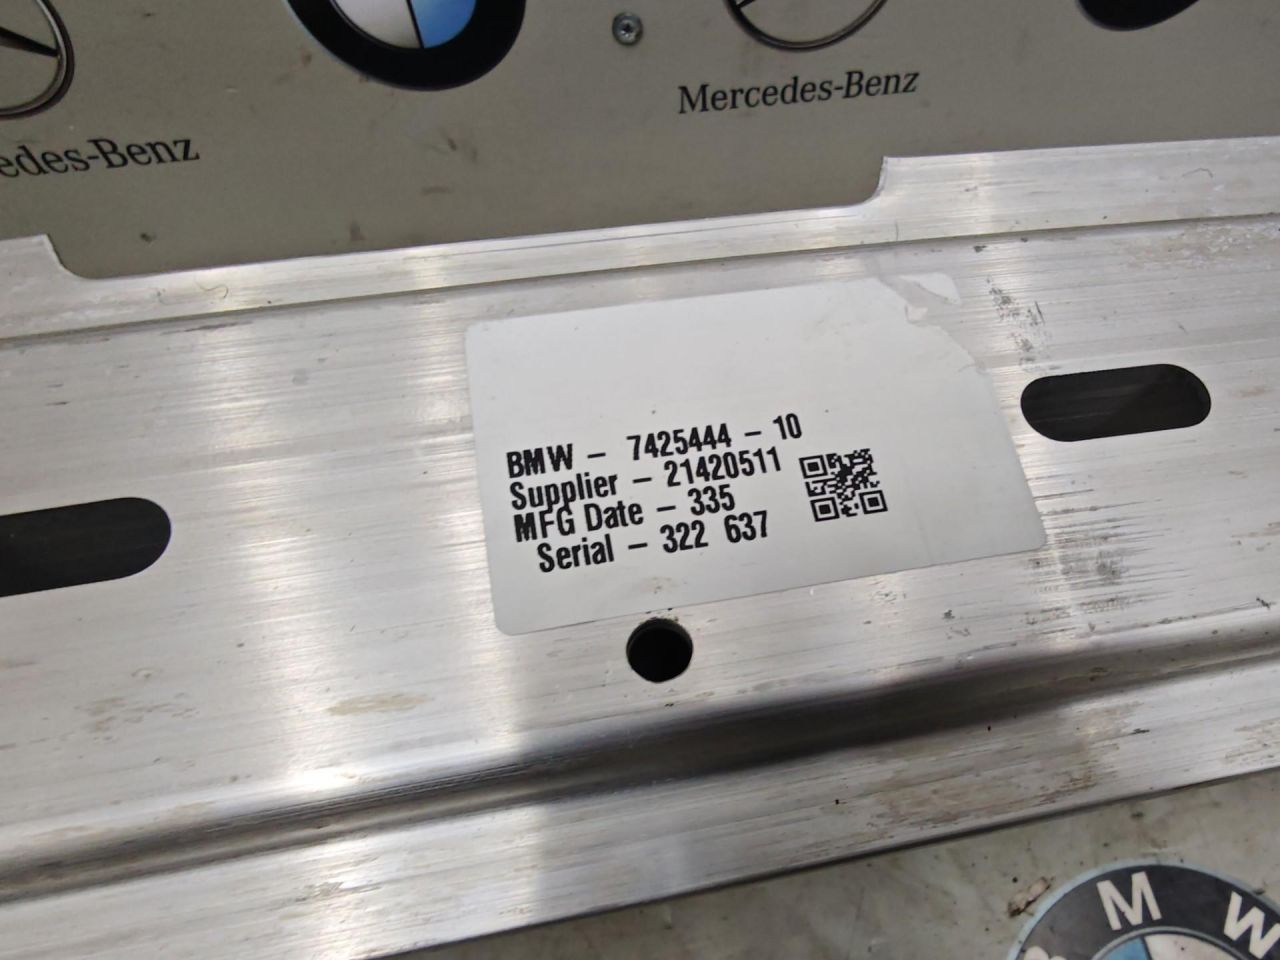 Mercedes-Benz
edes-Benz
BMW – 7425444 – 10
Supplier – 21420511
MFG Date – 335
Serial – 322 637
M W